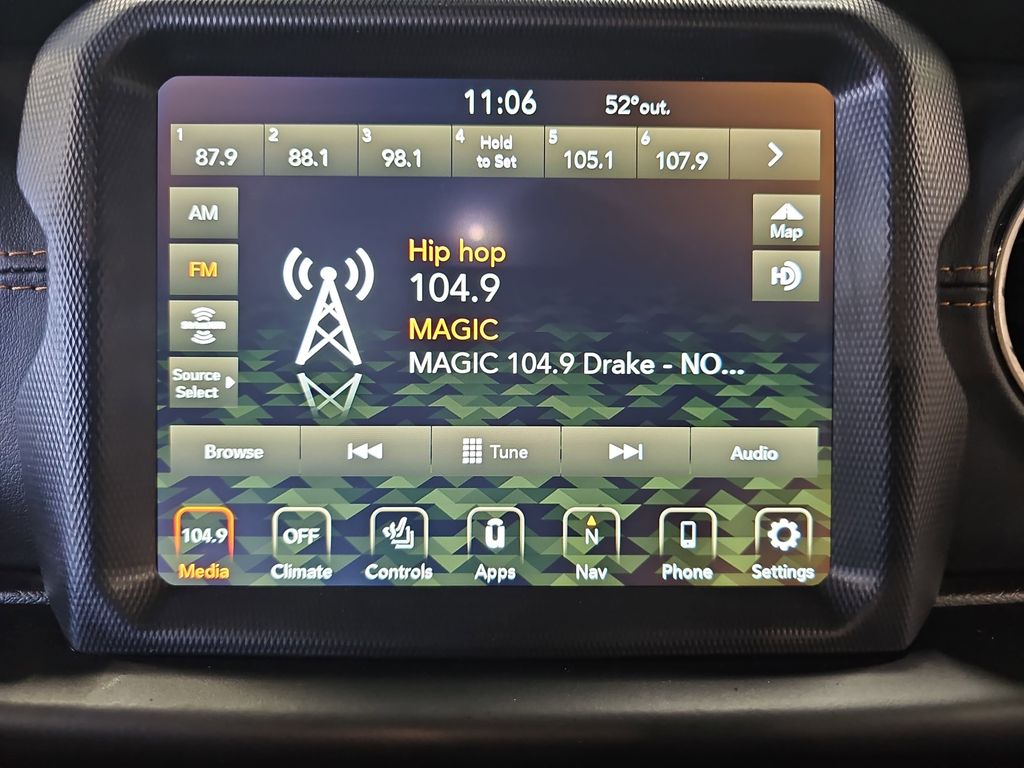 11:06 52°out.
1 87.9 2 88.1 3 98.1 4 Hold to Set 5 105.1 6 107.9
AM
Map
FM
HD
Hip hop
104.9
MAGIC
MAGIC 104.9 Drake - NO...
Source
Select
Browse Tune Audio
104.9 OFF N
Media Climate Controls Apps Nav Phone Settings